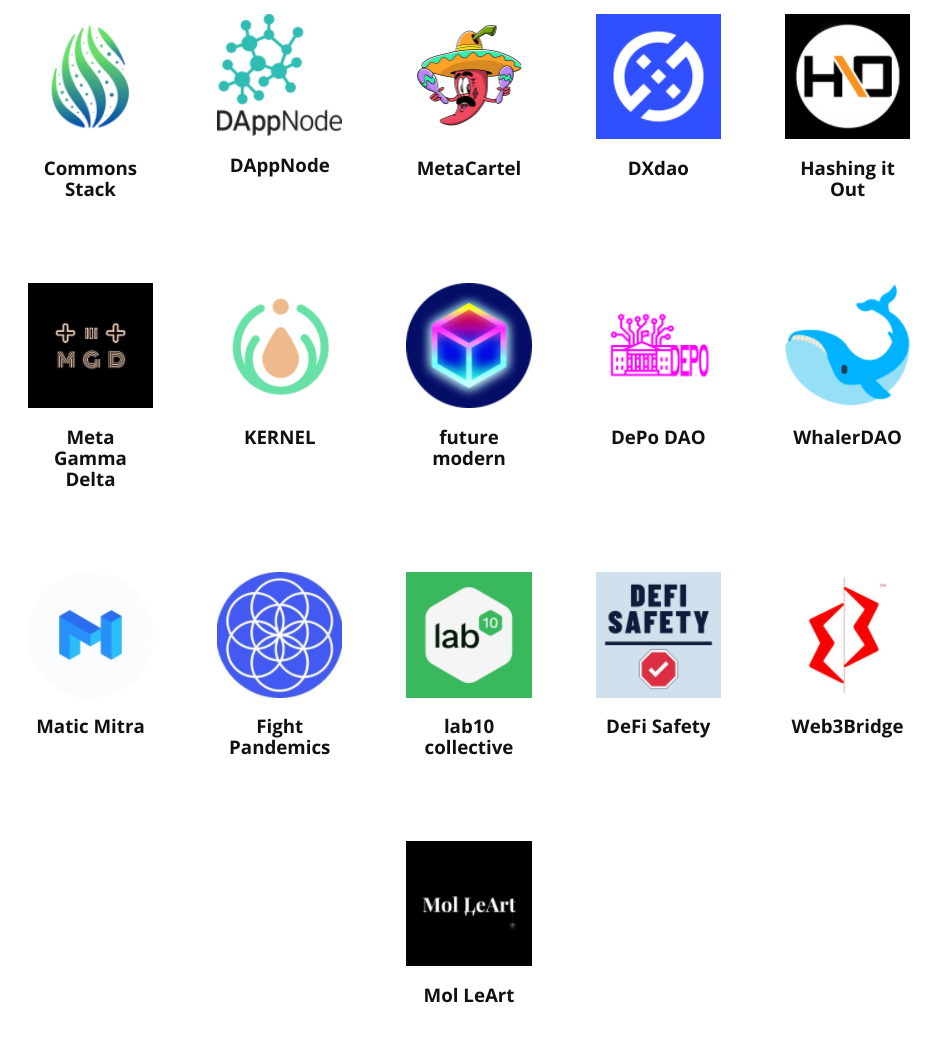 DAppNode
H\O
Commons
Stack
DAppNode
MetaCartel
DXdao
Hashing it
Out
MGD
DEPO
Meta
Gamma
Delta
KERNEL
future
modern
DePo DAO
WhalerDAO
lab
10
DEFI
SAFETY
TM
Matic Mitra
Fight
Pandemics
lab10
collective
DeFi Safety
Web3Bridge
Mol LeArt
®
Mol LeArt